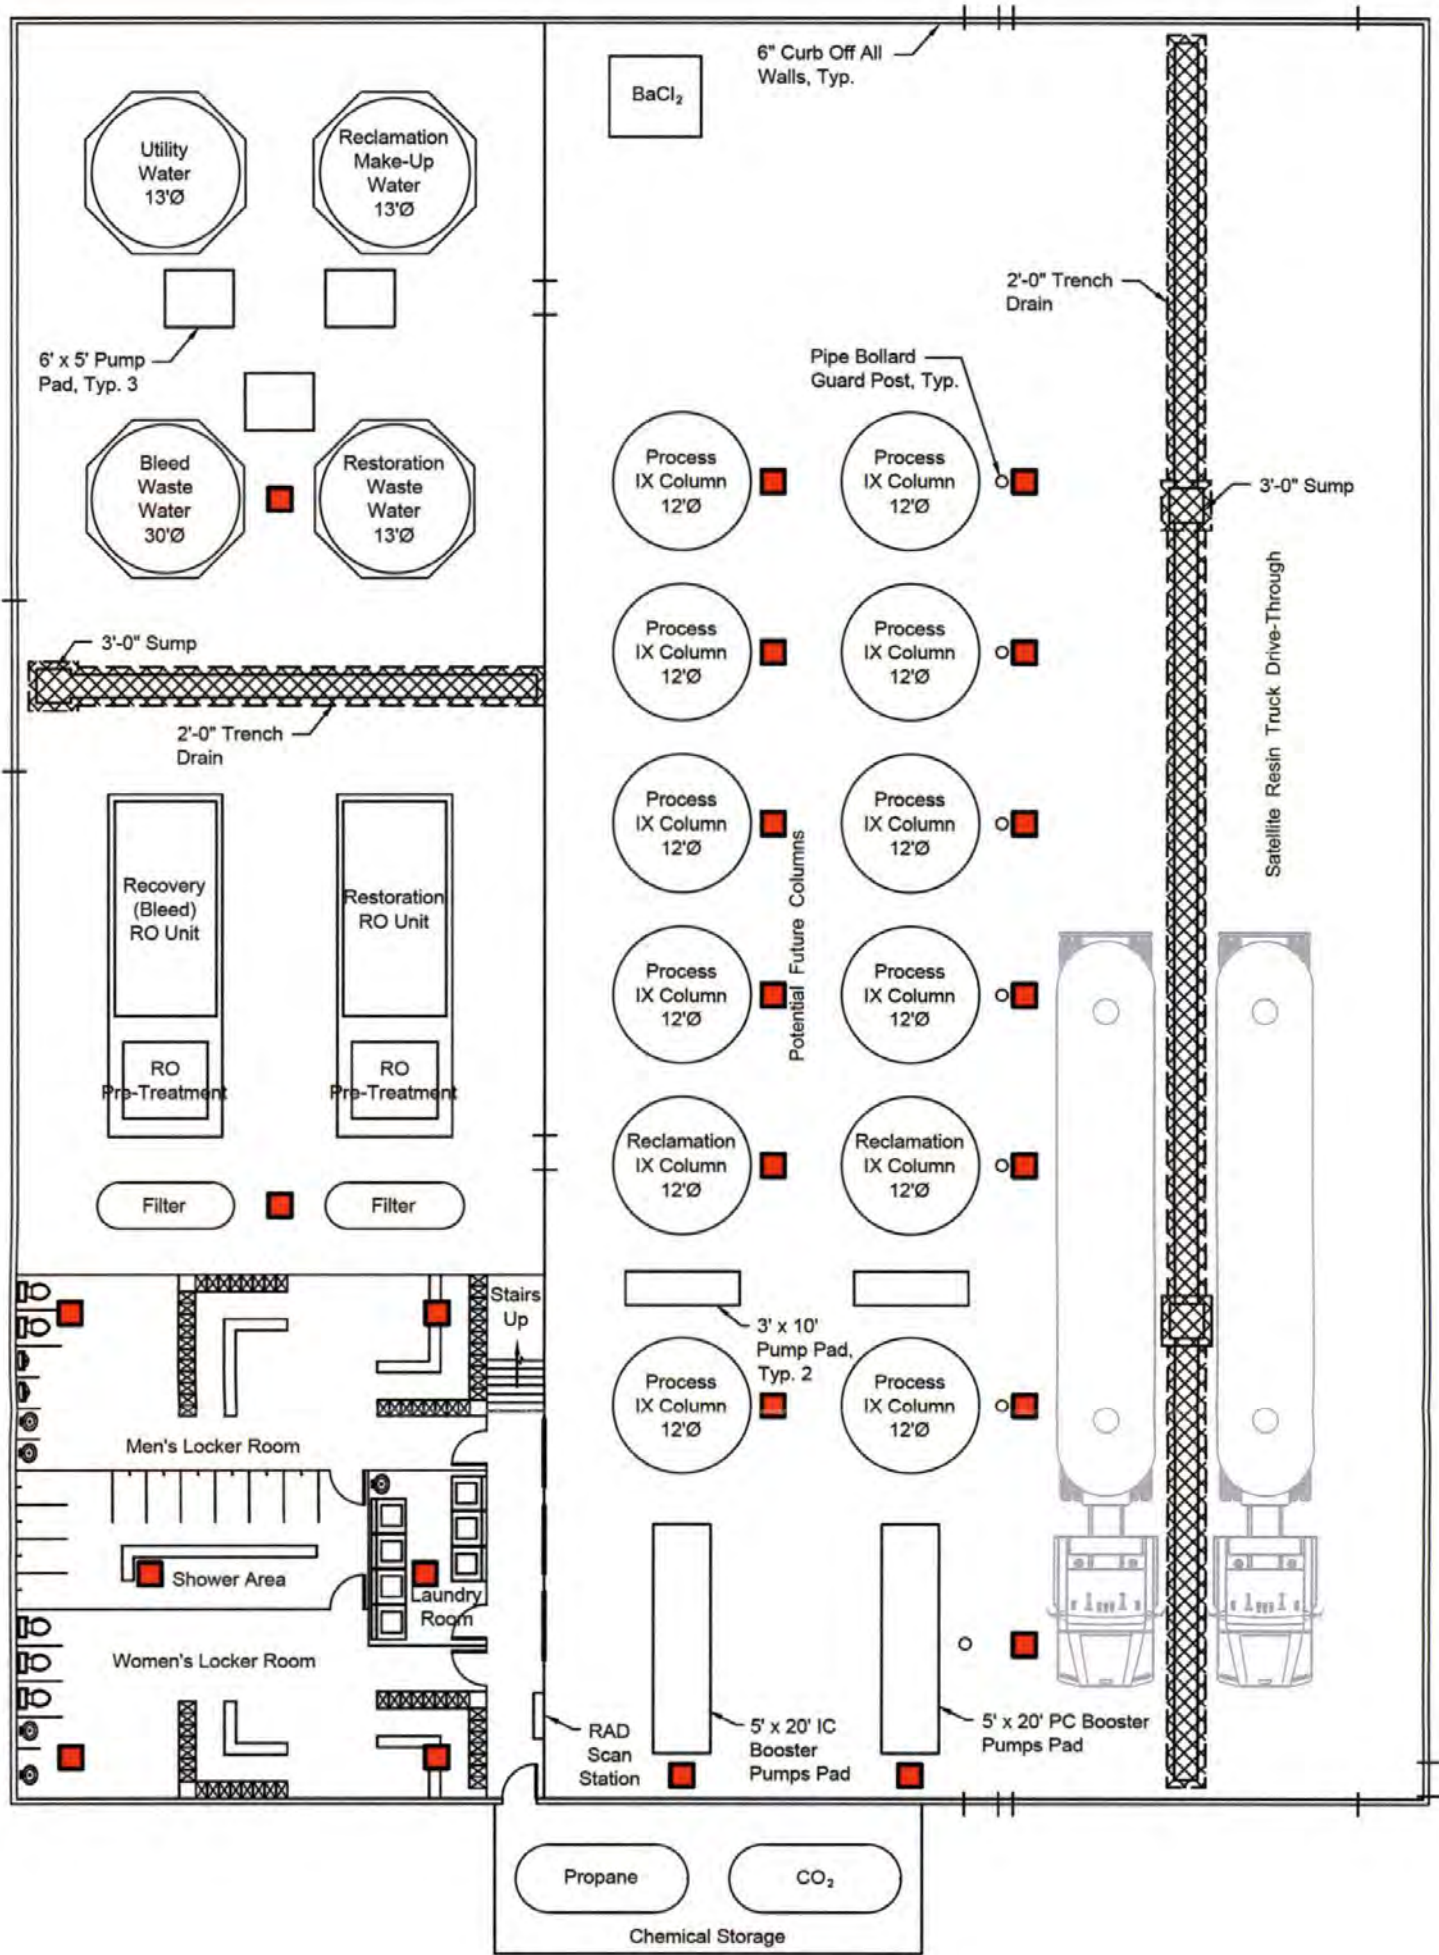 6" Curb Off All
Walls, Typ.
BaCl₂
Utility
Water
13'Ø
Reclamation
Make-Up
Water
13'Ø
2'-0" Trench
Drain
6' x 5' Pump
Pad, Typ. 3
Pipe Bollard
Guard Post, Typ.
Bleed
Waste
Water
30'Ø
Restoration
Waste
Water
13'Ø
Process
IX Column
12'Ø
Process
IX Column
12'Ø
3'-0" Sump
Satellite Resin Truck Drive-Through
3'-0" Sump
Process
IX Column
12'Ø
Process
IX Column
12'Ø
2'-0" Trench
Drain
Process
IX Column
12'Ø
Process
IX Column
12'Ø
Potential Future Columns
Recovery
(Bleed)
RO Unit
Restoration
RO Unit
Process
IX Column
12'Ø
Process
IX Column
12'Ø
RO
Pre-Treatment
RO
Pre-Treatment
Reclamation
IX Column
12'Ø
Reclamation
IX Column
12'Ø
Filter
Filter
Stairs
Up
3' x 10'
Pump Pad,
Typ. 2
Process
IX Column
12'Ø
Process
IX Column
12'Ø
Men's Locker Room
Shower Area
Laundry
Room
Women's Locker Room
RAD
Scan
Station
5' x 20' IC
Booster
Pumps Pad
5' x 20' PC Booster
Pumps Pad
Propane
CO₂
Chemical Storage